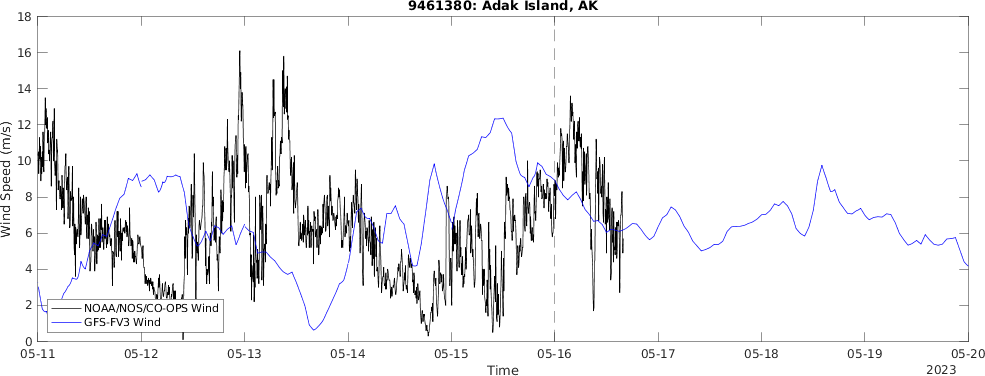 9461380: Adak Island, AK
18
16
14
12
10
8
6
4
2
0
Wind Speed (m/s)
NOAA/NOS/CO-OPS Wind
GFS-FV3 Wind
05-11 05-12 05-13 05-14 05-15 05-16 05-17 05-18 05-19 05-20
Time
2023